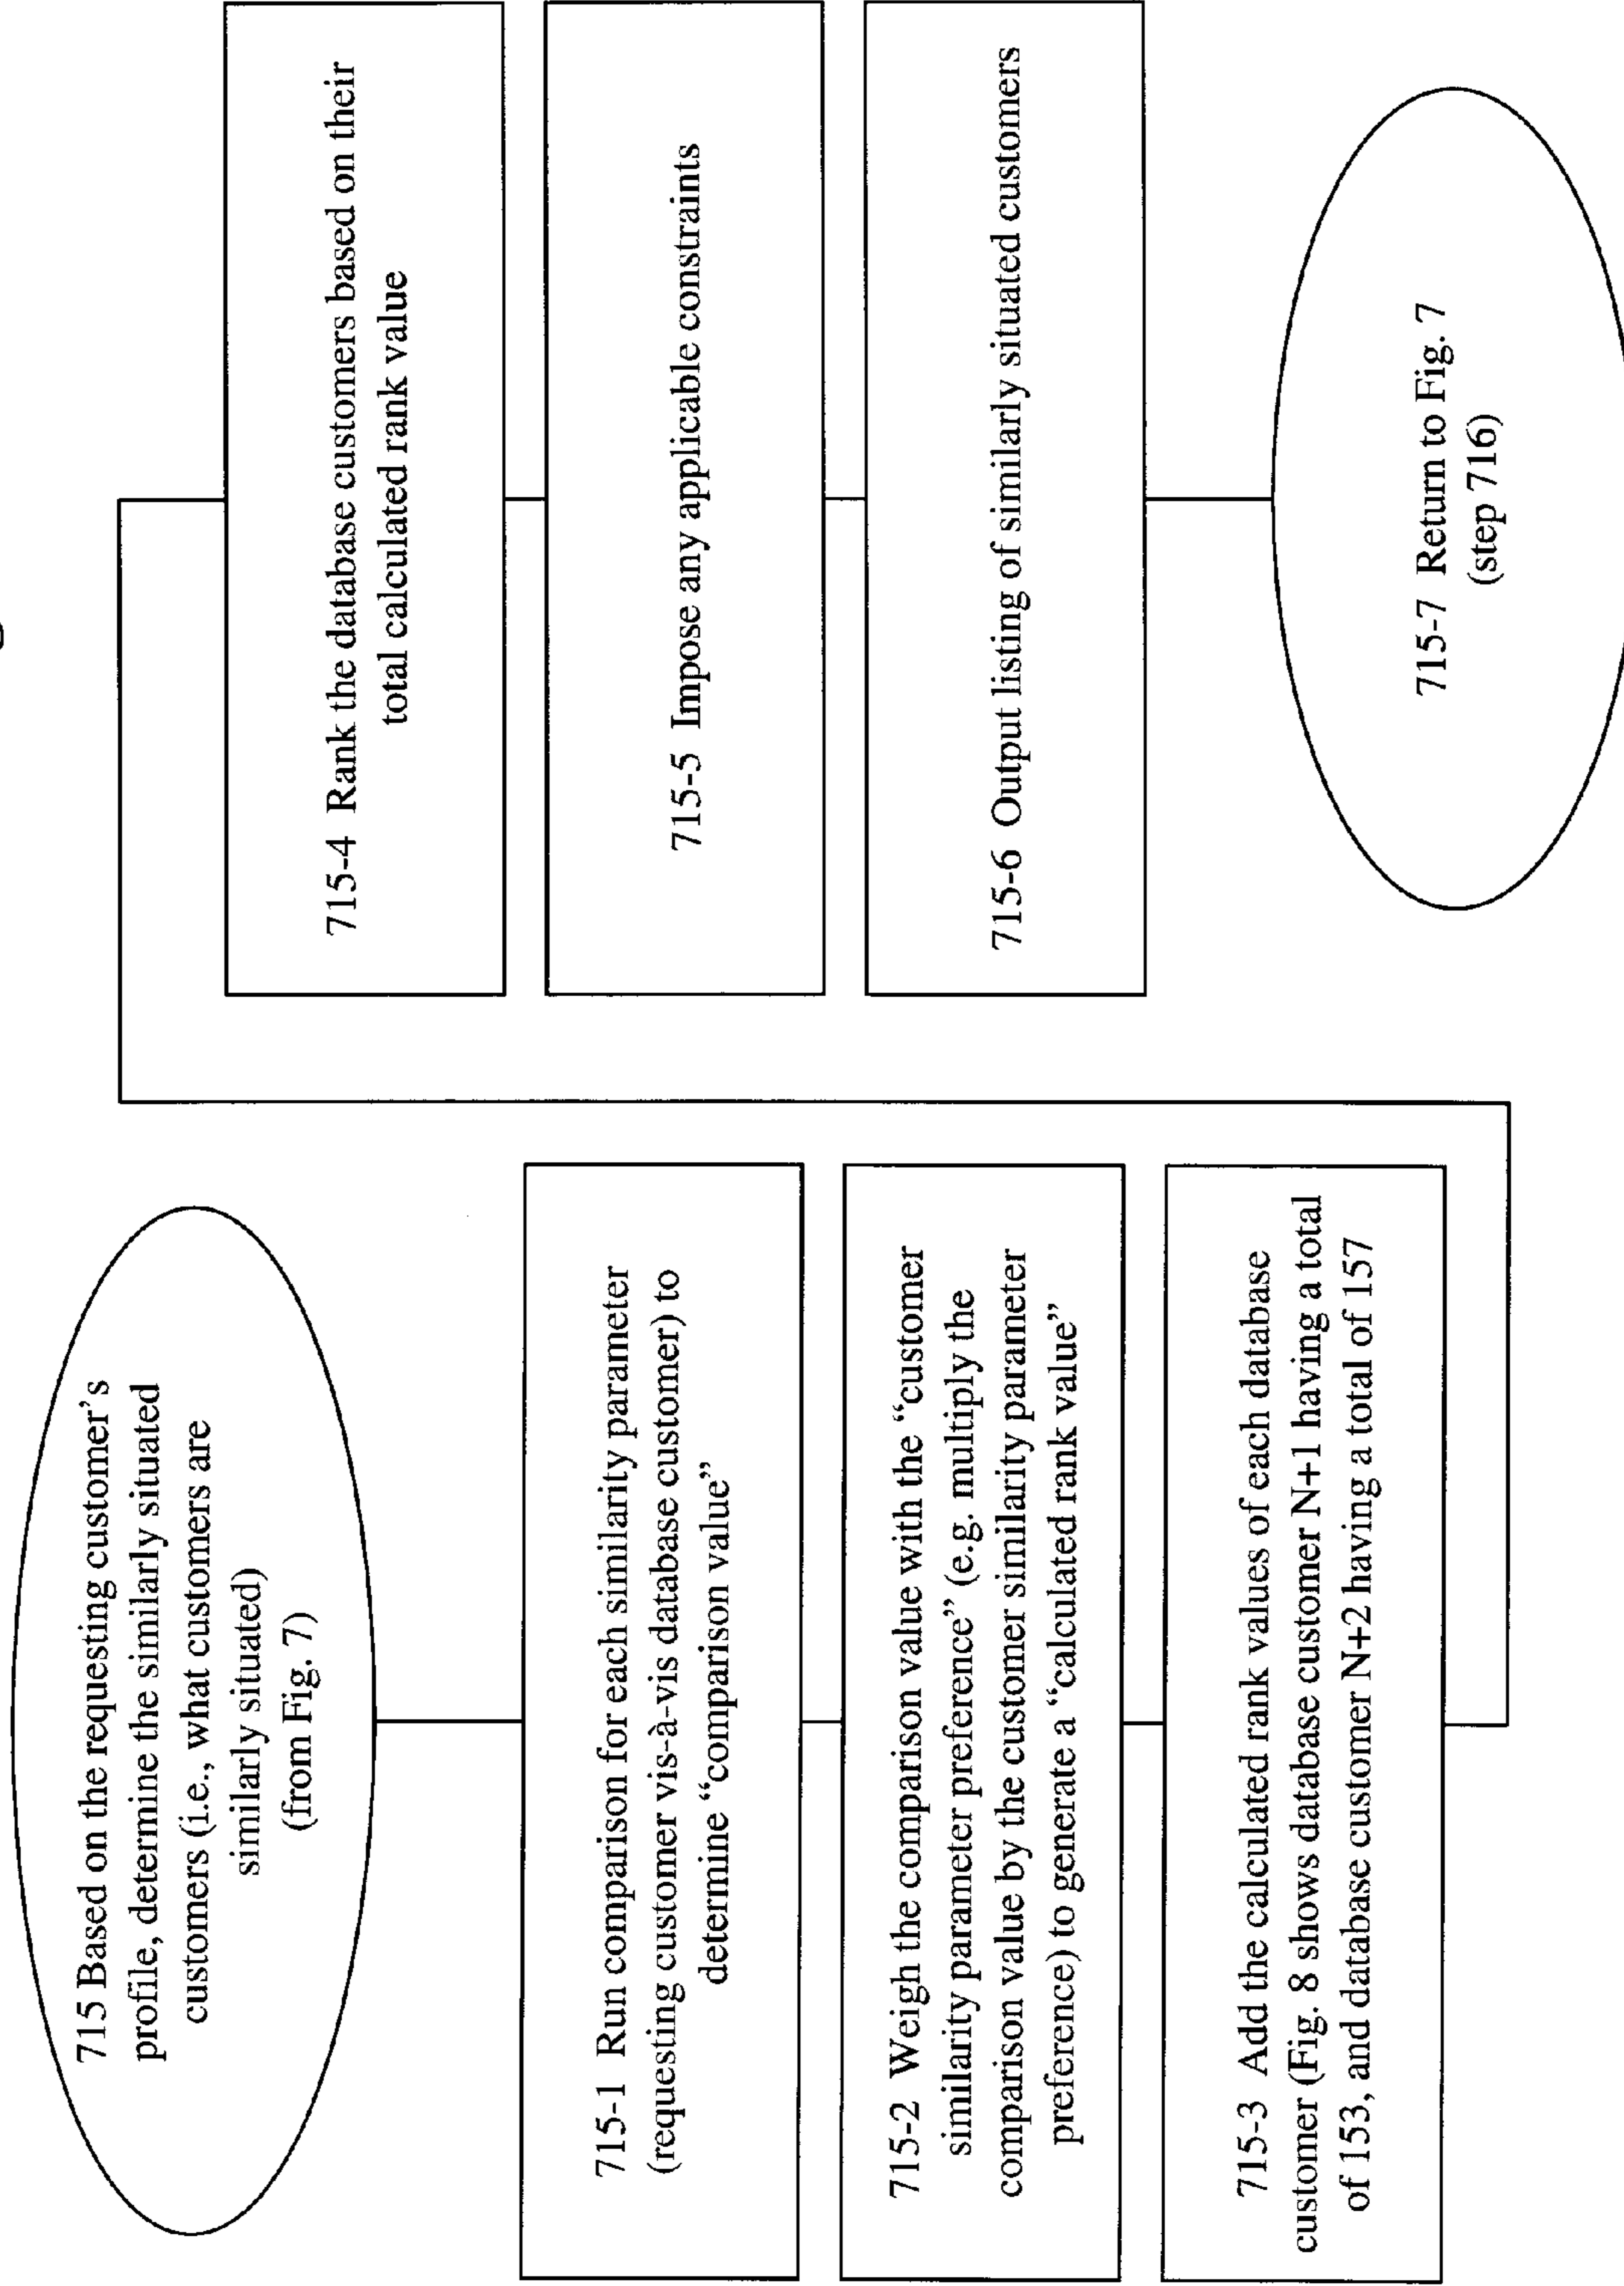 715 Based on the requesting customer's
profile, determine the similarly situated
customers (i.e., what customers are
similarly situated)
(from Fig. 7)
715-1 Run comparison for each similarity parameter
(requesting customer vis-à-vis database customer) to
determine “comparison value”
715-2 Weigh the comparison value with the “customer
similarity parameter preference” (e.g. multiply the
comparison value by the customer similarity parameter
preference) to generate a “calculated rank value”
715-3 Add the calculated rank values of each database
customer (Fig. 8 shows database customer N+1 having a total
of 153, and database customer N+2 having a total of 157
715-4 Rank the database customers based on their
total calculated rank value
715-5 Impose any applicable constraints
715-6 Output listing of similarly situated customers
715-7 Return to Fig. 7
(step 716)